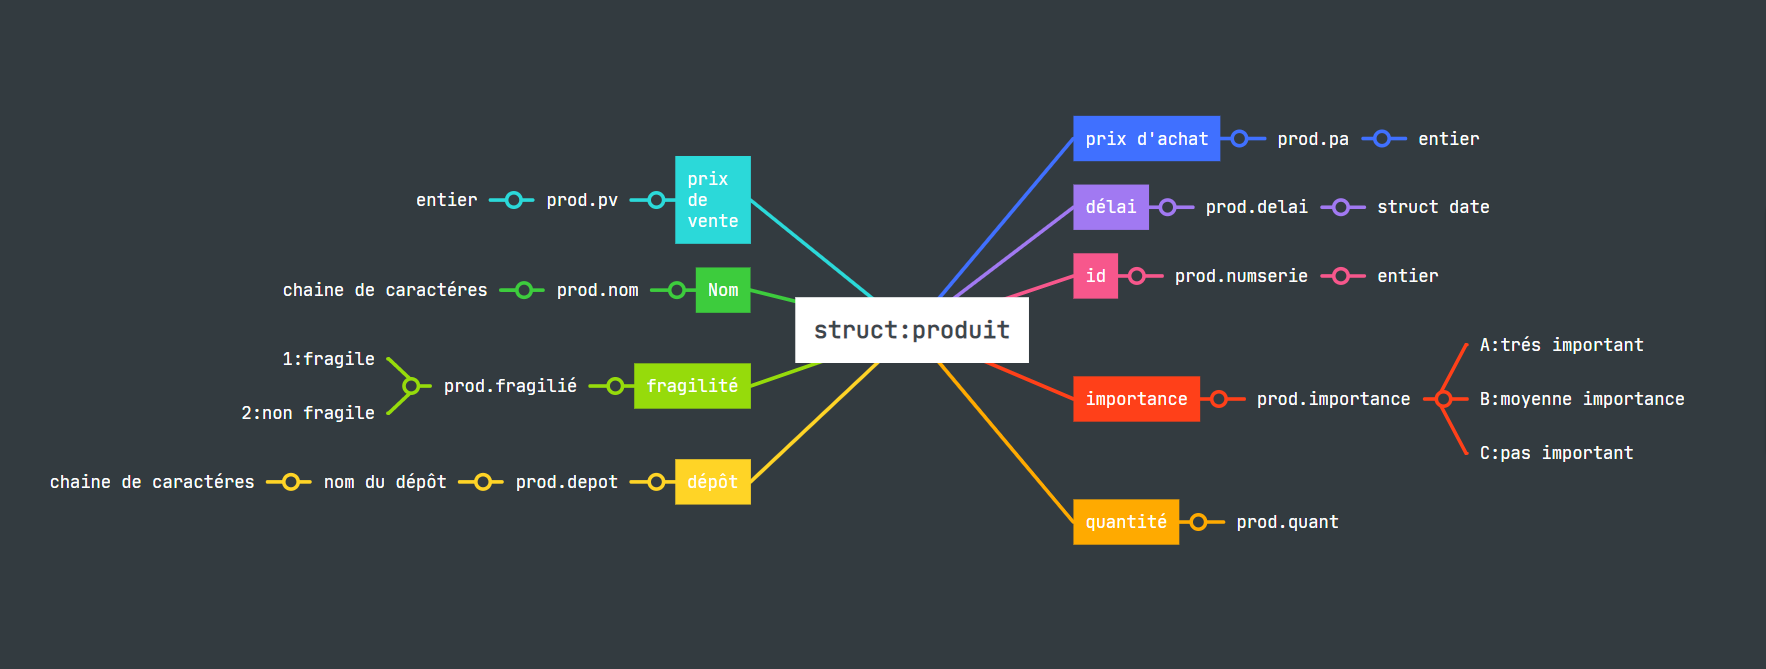 struct:produit
prix d'achat
prod.pa
entier
délai
prod.delai
struct date
id
prod.numserie
entier
importance
prod.importance
A:trés important
B:moyenne importance
C:pas important
quantité
prod.quant
prix
de
vente
prod.pv
entier
Nom
prod.nom
chaine de caractéres
fragilité
prod.fragilié
1:fragile
2:non fragile
dépôt
prod.depot
nom du dépôt
chaine de caractéres